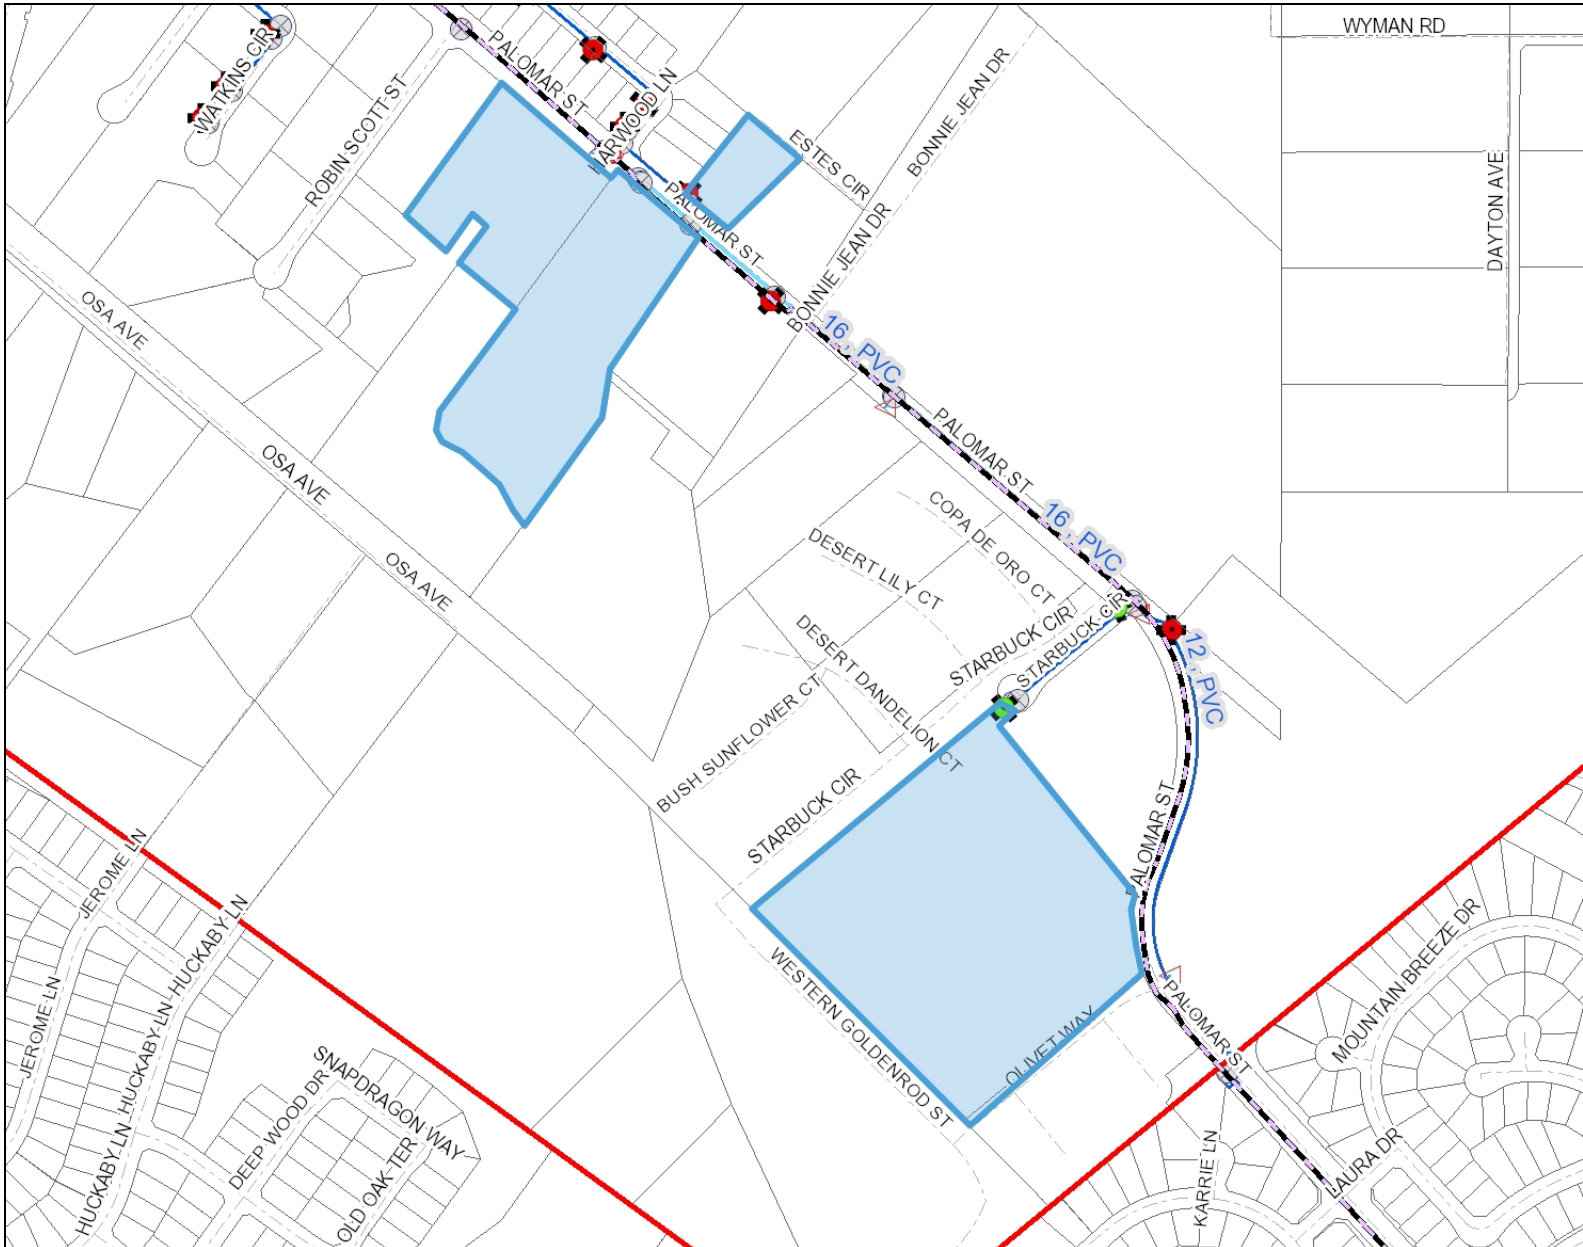 WYMAN RD
WATKINS CIR
PALOMAR ST
ROBIN SCOTT ST
ARWOOD LN
ESTES CIR
BONNIE JEAN DR
BONNIE JEAN DR
PALOMAR ST
DAYTON AVE
OSA AVE
16 , PVC
PALOMAR ST
OSA AVE
COPA DE ORO CT
16 , PVC
DESERT LILY CT
OSA AVE
STARBUCK CIR
STARBUCK CIR
DESERT DANDELION CT
12 , PVC
BUSH SUNFLOWER CT
STARBUCK CIR
PALOMAR ST
JEROME LN
HUCKABY LN
WESTERN GOLDENROD ST
MOUNTAIN BREEZE DR
JEROME LN
HUCKABY LN
HUCKABY LN
HUCKABY LN
OLIVET WAY
PALOMAR ST
SNAPDRAGON WAY
DEEP WOOD DR
OLD OAK TER
KARRIE LN
LAURA DR